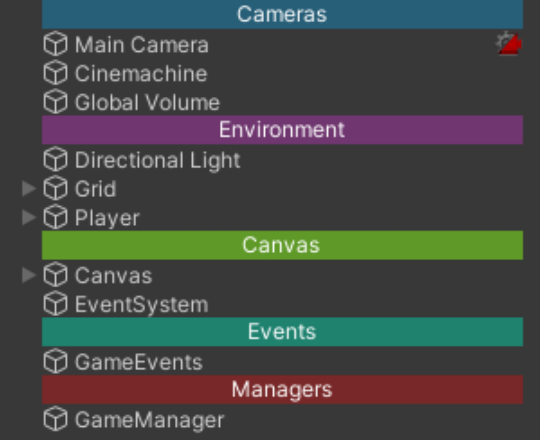 Cameras
Main Camera
Cinemachine
Global Volume
Environment
Directional Light
Grid
Player
Canvas
Canvas
EventSystem
Events
GameEvents
Managers
GameManager